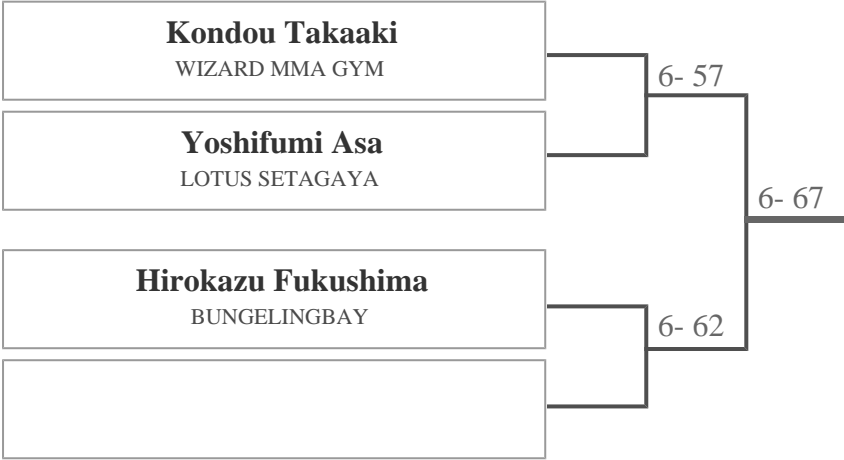 Kondou Takaaki
WIZARD MMA GYM
6- 57
Yoshifumi Asa
LOTUS SETAGAYA
6- 67
Hirokazu Fukushima
BUNGELINGBAY
6- 62